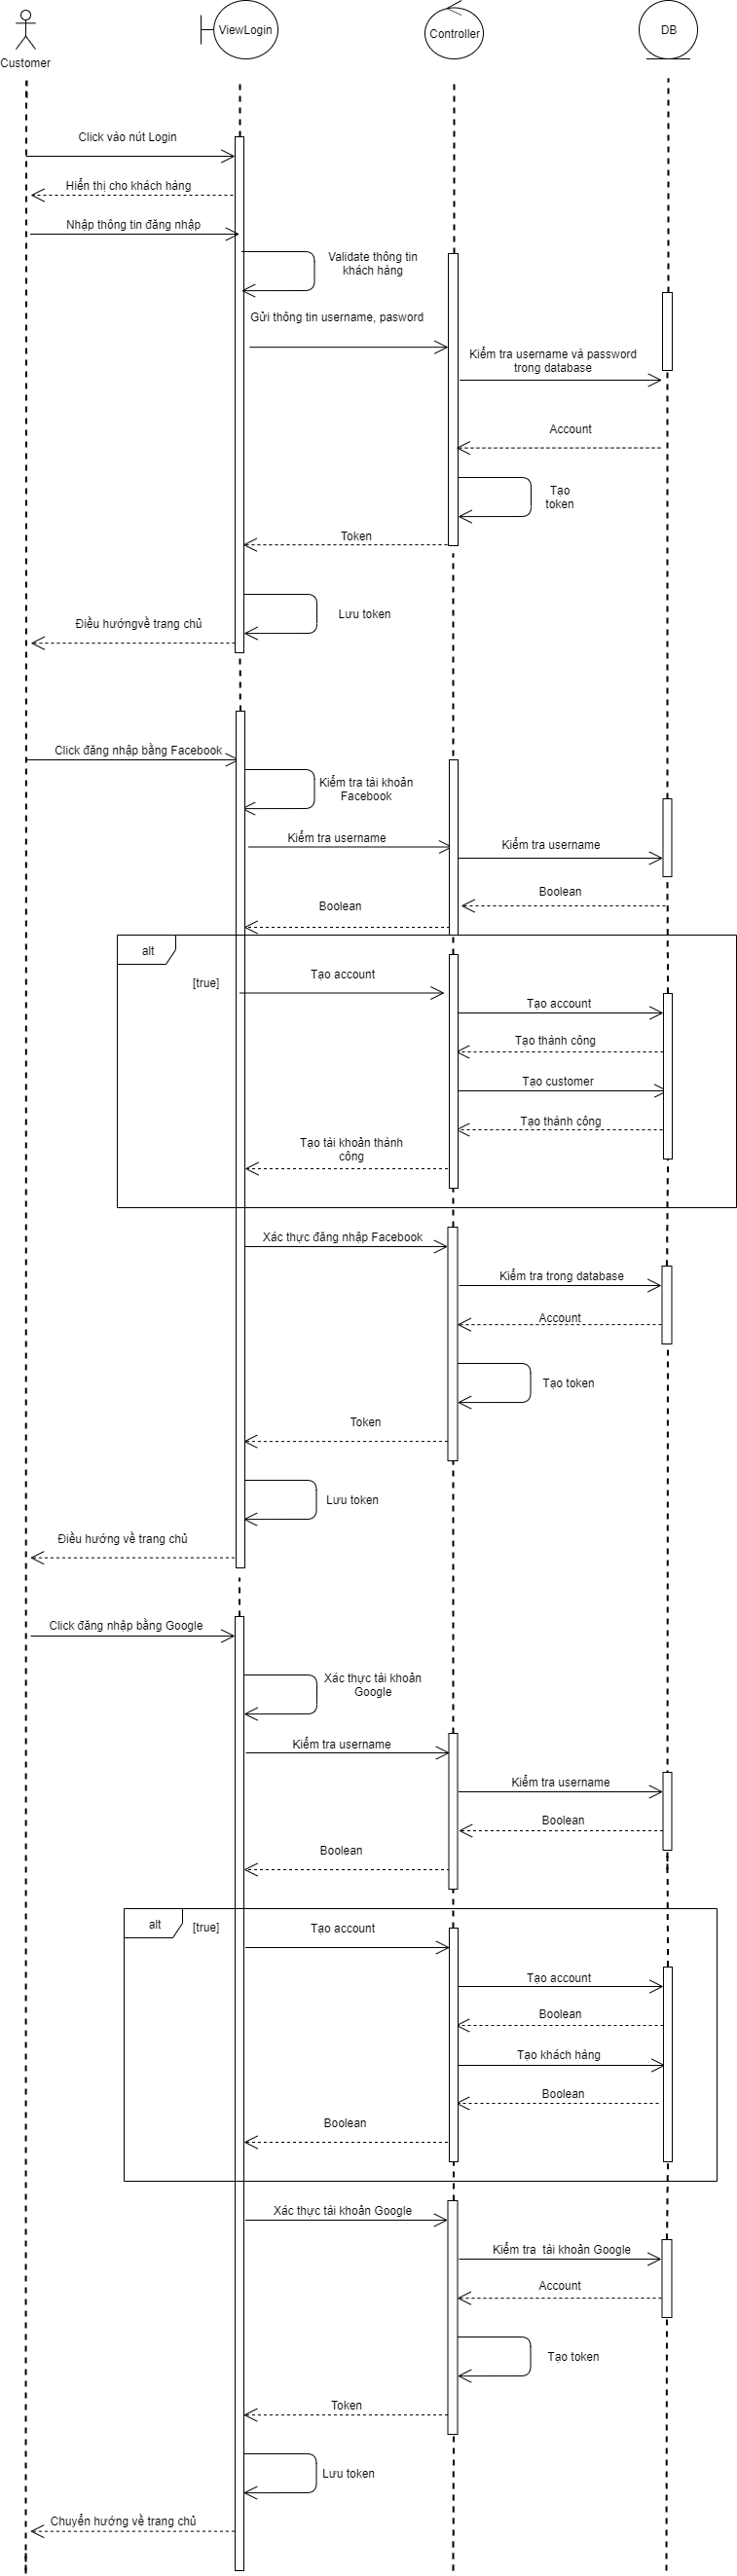 Customer
ViewLogin
Controller
DB
Click vào nút Login
Hiển thị cho khách hàng
Nhập thông tin đăng nhập
Validate thông tin
khách hàng
Gửi thông tin username, pasword
Kiểm tra username và password
trong database
Account
Tạo
token
Token
Lưu token
Điều hướngvề trang chủ
Click đăng nhập bằng Facebook
Kiểm tra tài khoản
Facebook
Kiểm tra username
Kiểm tra username
Boolean
Boolean
alt
[true]
Tạo account
Tạo account
Tạo thành công
Tạo customer
Tạo thành công
Tạo tài khoản thành
công
Xác thực đăng nhập Facebook
Kiểm tra trong database
Account
Tạo token
Token
Lưu token
Điều hướng về trang chủ
Click đăng nhập bằng Google
Xác thực tài khoản
Google
Kiểm tra username
Kiểm tra username
Boolean
Boolean
alt
[true]
Tạo account
Tạo account
Boolean
Tạo khách hàng
Boolean
Boolean
Xác thực tài khoản Google
Kiểm tra  tài khoản Google
Account
Tạo token
Token
Lưu token
Chuyển hướng về trang chủ